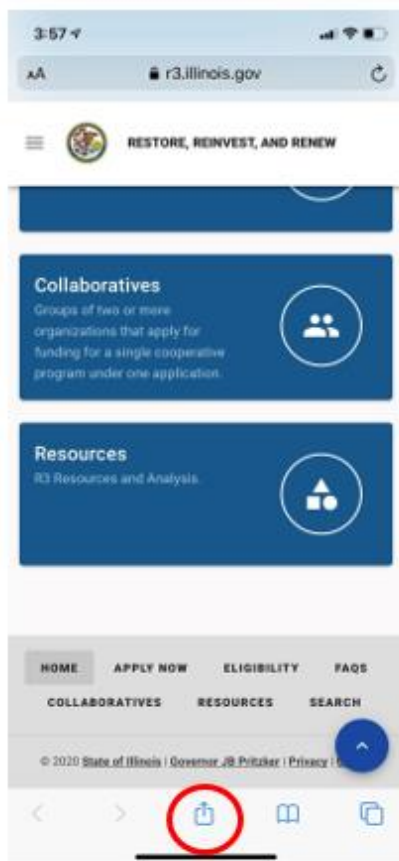 3:57
AA r3.illinois.gov
RESTORE, REINVEST, AND RENEW
Collaboratives
Groups of two or more
organizations that apply for
funding for a single cooperative
program under one application.
Resources
R3 Resources and Analysis.
HOME APPLY NOW ELIGIBILITY FAQS
COLLABORATIVES RESOURCES SEARCH
© 2020 State of Illinois | Governor JB Pritzker | Privacy |